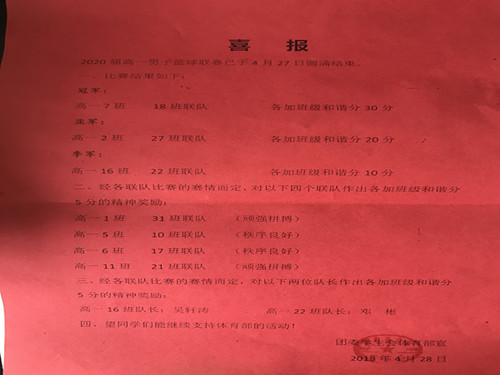 喜 报
2020届高一男子篮球联赛已于4月27日圆满结束。
一、比赛结果如下:
冠军:
高一7班 18班联队 各加班级和谐分30分
亚军:
高一2班 27班联队 各加班级和谐分20分
季军:
高一16班 22班联队 各加班级和谐分10分
二、经各联队比赛的赛情而定,对以下四个联队作出各加班级和谐分
5分的精神奖励:
高一1班 31班联队 (顽强拼搏)
高一5班 10班联队 (秩序良好)
高一6班 17班联队 (秩序良好)
高一11班 21班联队 (顽强拼搏)
三、经各联队比赛的赛情而定,对以下两位队长作出各加班级和谐分
5分的精神奖励:
高一16班队长:吴轩涛 高一22班队长:邓 彬
四、望同学们能继续支持体育部的活动!
团委学生会体育部宣
2018年4月28日